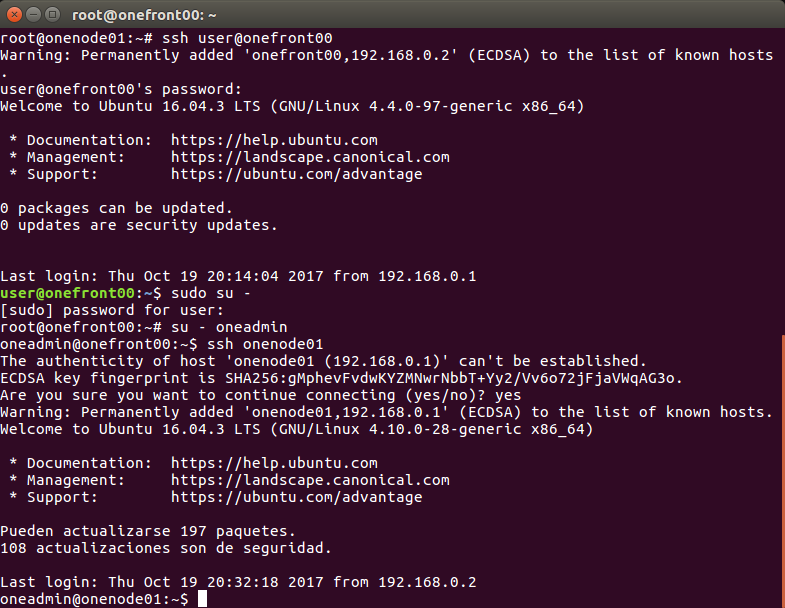 root@onefront00: ~
root@onenode01:~# ssh user@onefront00
Warning: Permanently added 'onefront00,192.168.0.2' (ECDSA) to the list of known hosts
.
user@onefront00's password:
Welcome to Ubuntu 16.04.3 LTS (GNU/Linux 4.4.0-97-generic x86_64)
* Documentation:  https://help.ubuntu.com
* Management:     https://landscape.canonical.com
* Support:        https://ubuntu.com/advantage
0 packages can be updated.
0 updates are security updates.
Last login: Thu Oct 19 20:14:04 2017 from 192.168.0.1
user@onefront00:~$ sudo su -
[sudo] password for user:
root@onefront00:~# su - oneadmin
oneadmin@onefront00:~$ ssh onenode01
The authenticity of host 'onenode01 (192.168.0.1)' can't be established.
ECDSA key fingerprint is SHA256:gMphevFvdwKYZMNwrNbbT+Yy2/Vv6o72jFjaVWqAG3o.
Are you sure you want to continue connecting (yes/no)? yes
Warning: Permanently added 'onenode01,192.168.0.1' (ECDSA) to the list of known hosts.
Welcome to Ubuntu 16.04.3 LTS (GNU/Linux 4.10.0-28-generic x86_64)
* Documentation:  https://help.ubuntu.com
* Management:     https://landscape.canonical.com
* Support:        https://ubuntu.com/advantage
Pueden actualizarse 197 paquetes.
108 actualizaciones son de seguridad.
Last login: Thu Oct 19 20:32:18 2017 from 192.168.0.2
oneadmin@onenode01:~$